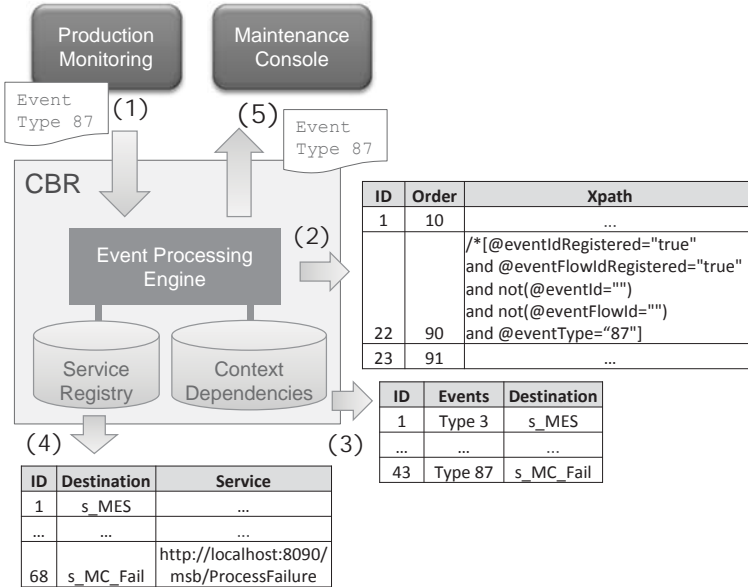 Production
Monitoring
Maintenance
Console
Event
Type 87
(1)
(5)
Event
Type 87
CBR
Event Processing
Engine
(2)
Service
Registry
Context
Dependencies
(4)
(3)
ID Order Xpath
1 10 ...
/*[@eventIdRegistered="true"
and @eventFlowIdRegistered="true"
and not(@eventId="")
and not(@eventFlowId="")
22 90 and @eventType=“87"]
23 91 ...
ID Events Destination
1 Type 3 s_MES
... ... ...
43 Type 87 s_MC_Fail
ID Destination Service
1 s_MES ...
... ... ...
http://localhost:8090/
68 s_MC_Fail msb/ProcessFailure